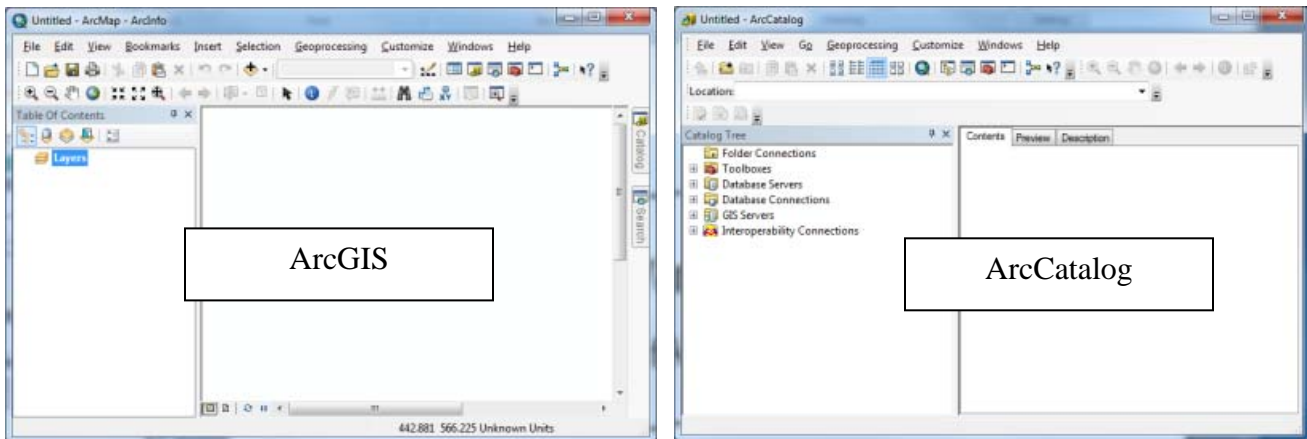 Untitled - ArcMap - ArcInfo
File Edit View Bookmarks Insert Selection Geoprocessing Customize Windows Help
Table Of Contents
Layers
Catalog
Search
ArcGIS
442.881 566.225 Unknown Units
Untitled - ArcCatalog
File Edit View Go Geoprocessing Customize Windows Help
Location:
Catalog Tree
Folder Connections
Toolboxes
Database Servers
Database Connections
GIS Servers
Interoperability Connections
Contents Preview Description
ArcCatalog